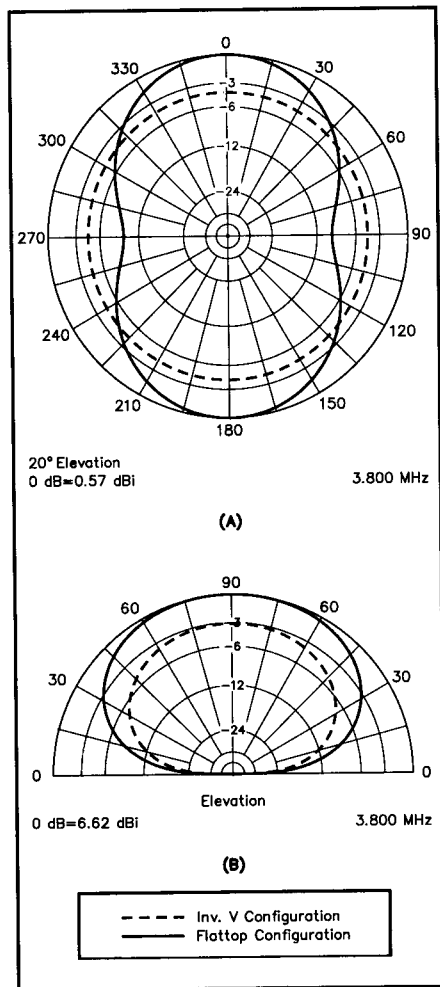 0
330 30
-3
-6
300 60
-12
-24
270 90
240 120
210 150
180
20° Elevation
0 dB=0.57 dBi 3.800 MHz
(A)
90
60 60
-3
-6
30 30
-12
-24
0 0
Elevation
0 dB=6.62 dBi 3.800 MHz
(B)
Inv. V Configuration
Flattop Configuration